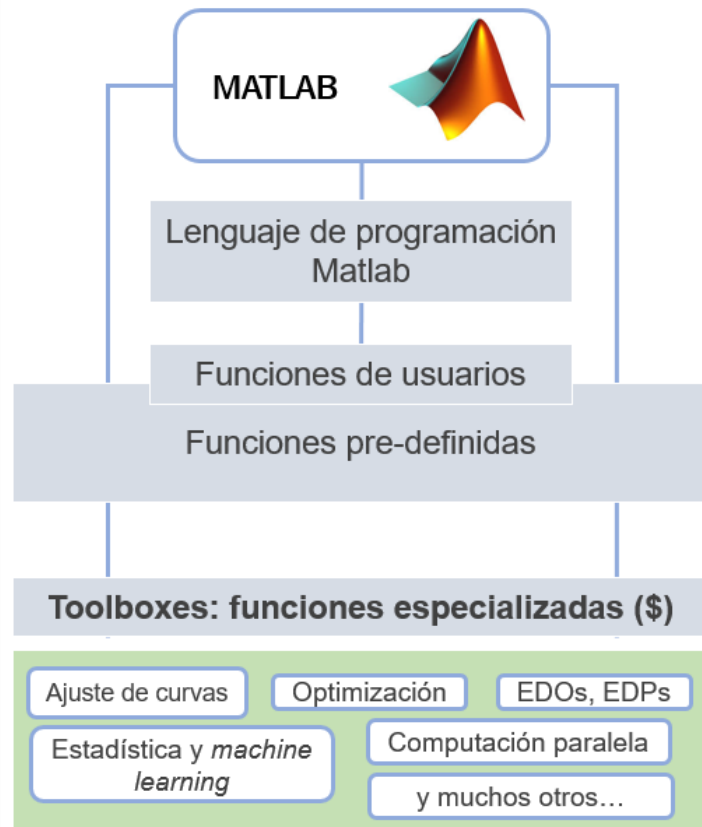 MATLAB
Lenguaje de programación
Matlab
Funciones de usuarios
Funciones pre-definidas
Toolboxes: funciones especializadas ($)
Ajuste de curvas
Optimización
EDOs, EDPs
Estadística y machine
learning
Computación paralela
y muchos otros…